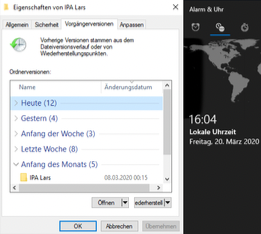 Eigenschaften von IPA Lars
Allgemein Sicherheit Vorgängerversionen Anpassen
Vorherige Versionen stammen aus dem
Dateiversionsverlauf oder von
Wiederherstellungspunkten.
Ordnerversionen:
Name Änderungsdatum
Heute (12)
Gestern (4)
Anfang der Woche (3)
Letzte Woche (8)
Anfang des Monats (5)
IPA Lars 08.03.2020 00:15
Öffnen ederherstell
OK Abbrechen Übernehmen
Alarm & Uhr
16:04
Lokale Uhrzeit
Freitag, 20. März 2020